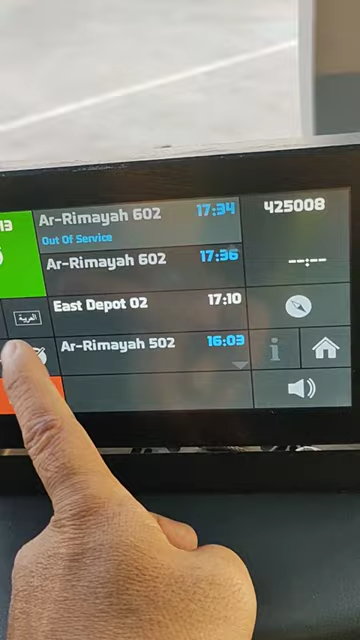 13
Ar-Rimayah 602 17:34 425008
Out Of Service
Ar-Rimayah 602 17:36 --:--
East Depot 02 17:10
العربية
Ar-Rimayah 502 16:03
i